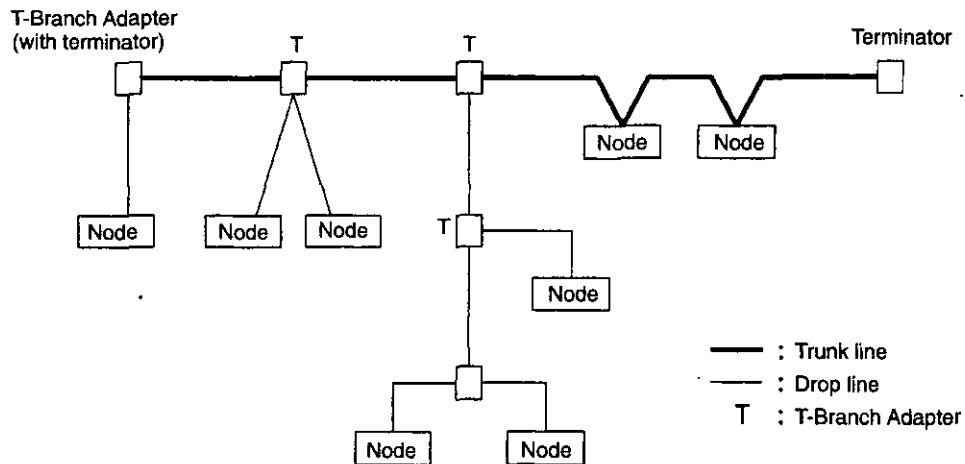 T-Branch Adapter
(with terminator)
T
T
Terminator
Node
Node
Node
Node
Node
T
Node
Node
Node
: Trunk line
: Drop line
T : T-Branch Adapter